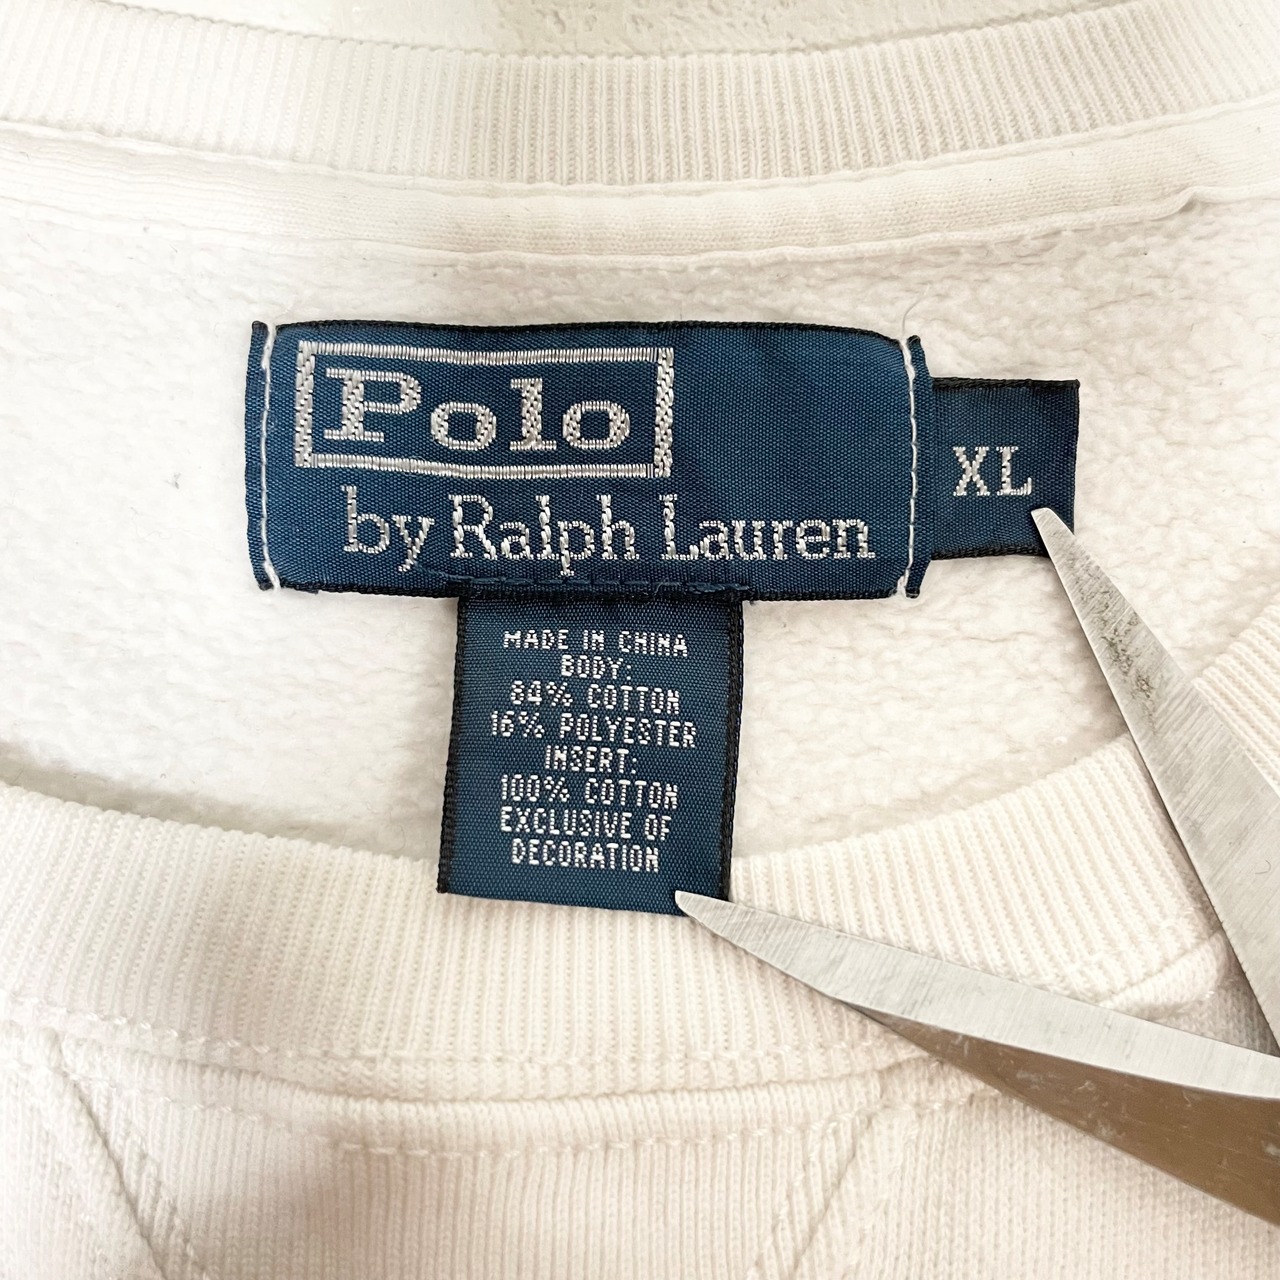 Polo
by Ralph Lauren
XL
MADE IN CHINA
BODY:
84% COTTON
16% POLYESTER
INSERT:
100% COTTON
EXCLUSIVE OF
DECORATION